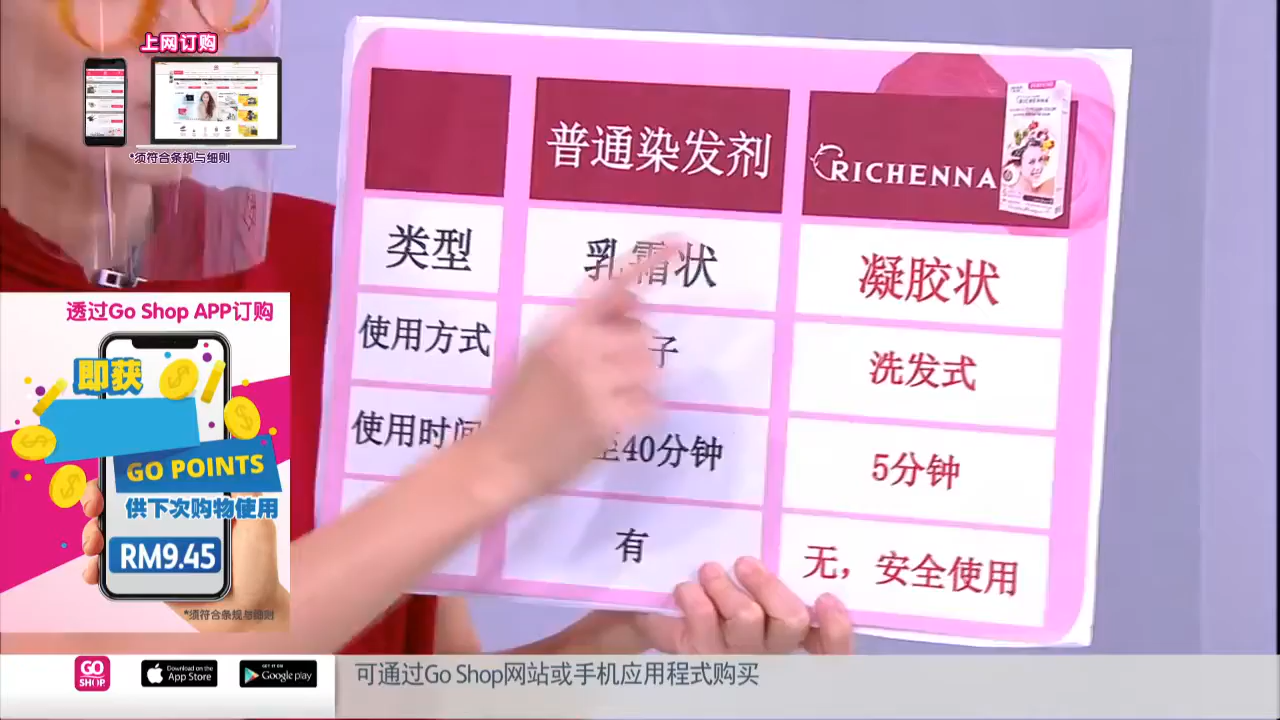 上网订购
*须符合条规与细则
透过Go Shop APP订购
即获
GO POINTS
供下次购物使用
RM9.45
*须符合条规与细则
普通染发剂
RICHENNA
类型
乳霜状
凝胶状
使用方式
子
洗发式
使用时间
至40分钟
5分钟
有
无，安全使用
GO
SHOP
Download on the
App Store
GET IT ON
Google play
可通过Go Shop网站或手机应用程式购买